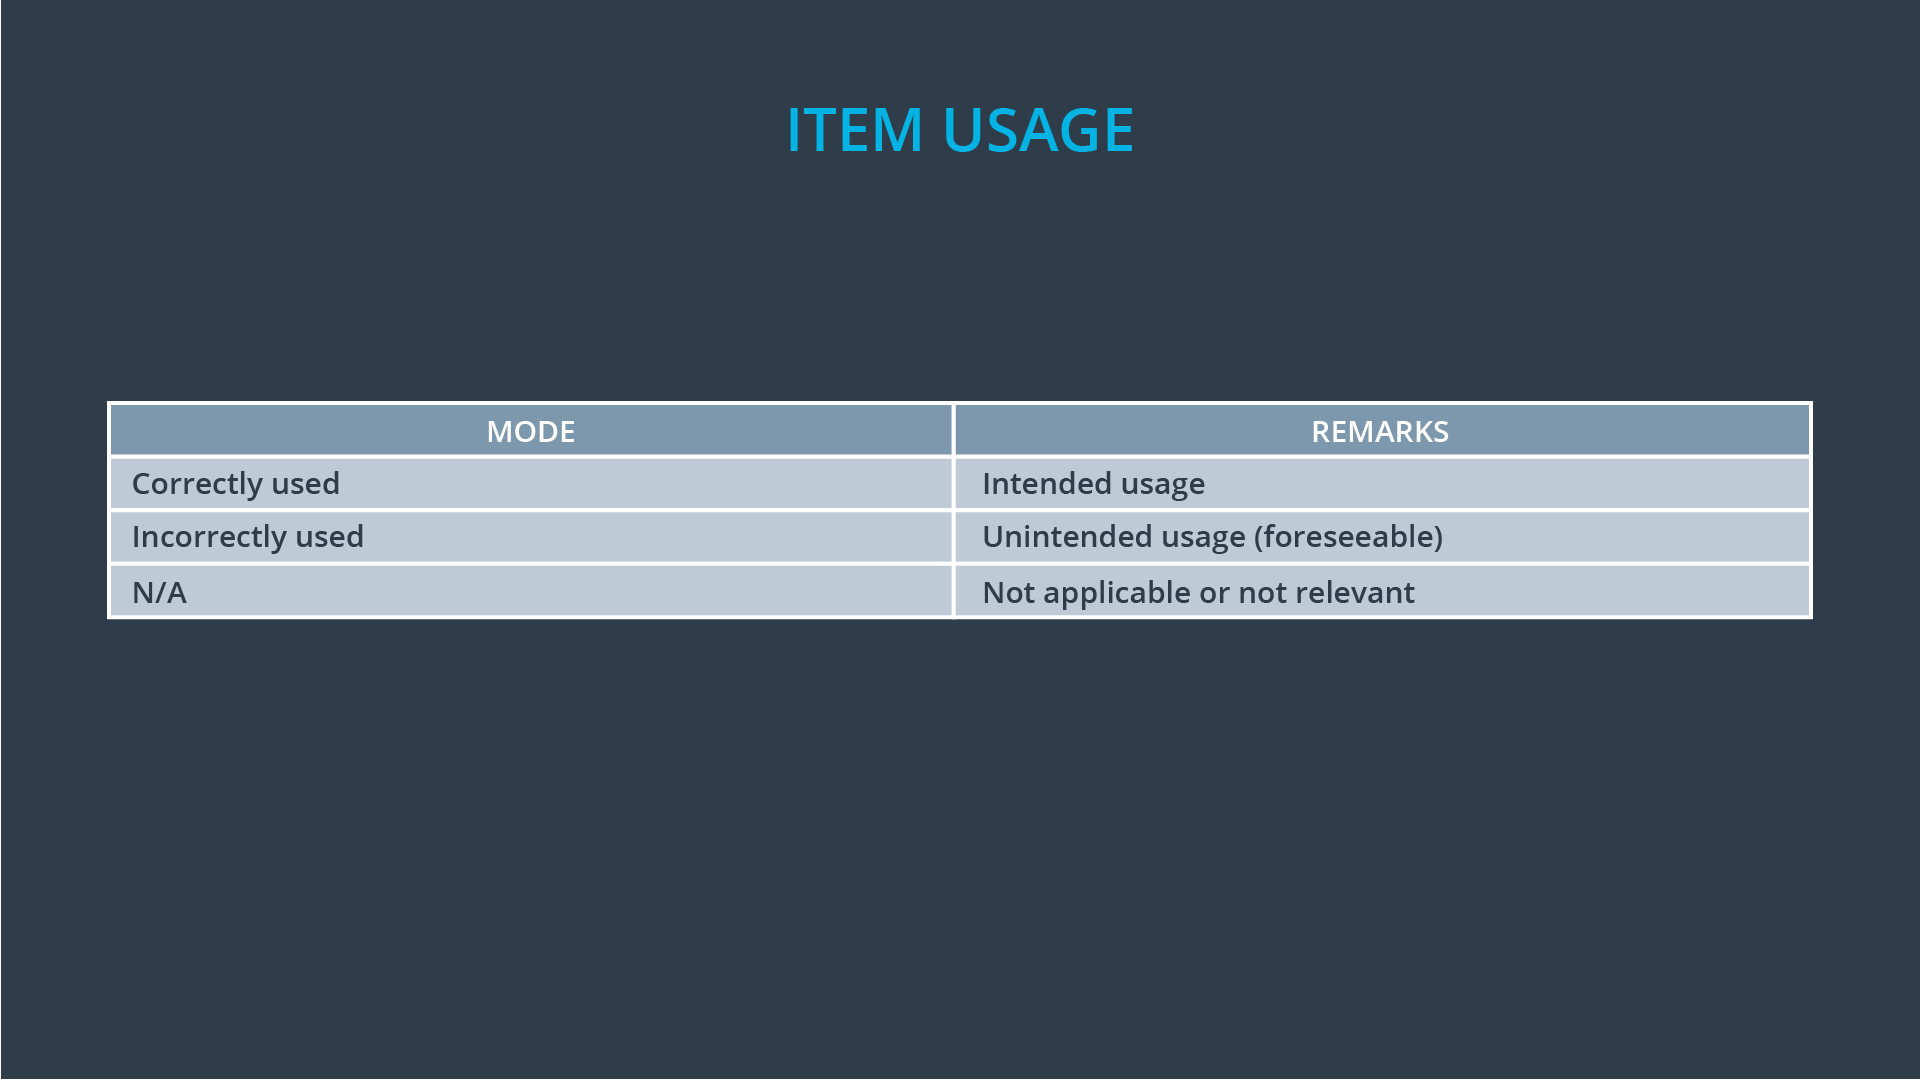 ITEM USAGE
MODE REMARKS
Correctly used Intended usage
Incorrectly used Unintended usage (foreseeable)
N/A Not applicable or not relevant